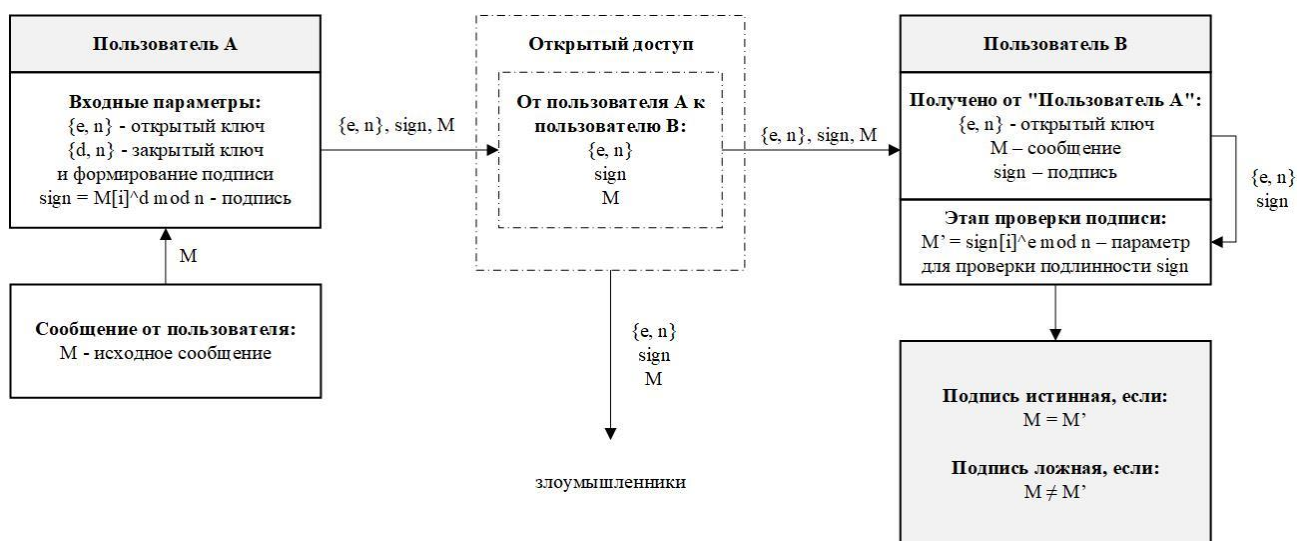 Пользователь А
Входные параметры:
{e, n} - открытый ключ
{d, n} - закрытый ключ
и формирование подписи
sign = M[i]^d mod n - подпись
M
Сообщение от пользователя:
M - исходное сообщение
{e, n}, sign, M
Открытый доступ
От пользователя А к
пользователю В:
{e, n}
sign
M
{e, n}
sign
M
злоумышленники
{e, n}, sign, M
Пользователь В
Получено от "Пользователь А":
{e, n} - открытый ключ
M – сообщение
sign – подпись
{e, n}
sign
Этап проверки подписи:
M’ = sign[i]^e mod n – параметр
для проверки подлинности sign
Подпись истинная, если:
M = M’
Подпись ложная, если:
M ≠ M’